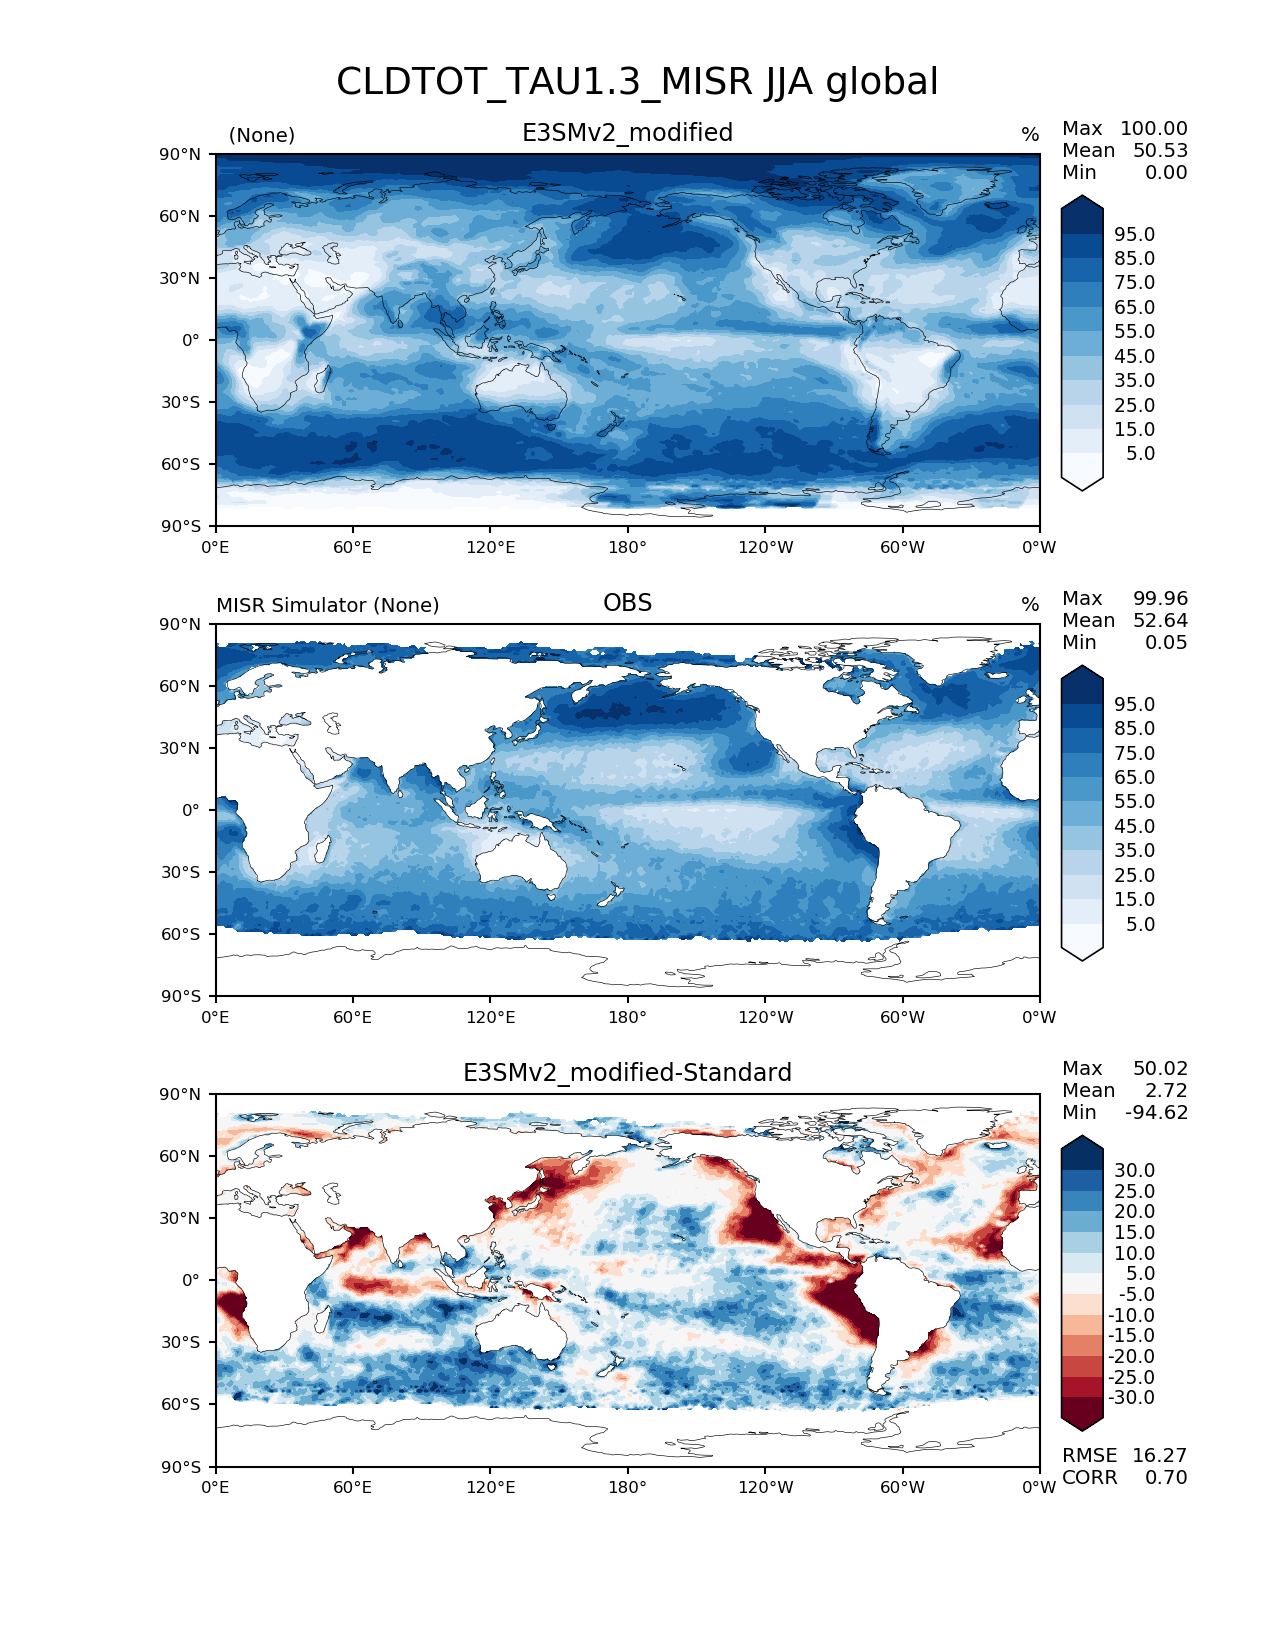 CLDTOT_TAU1.3_MISR JJA global
(None) E3SMv2_modified %
Max 100.00
Mean 50.53
Min 0.00
90°N
60°N
30°N
0°
30°S
60°S
90°S
0°E 60°E 120°E 180° 120°W 60°W 0°W
95.0
85.0
75.0
65.0
55.0
45.0
35.0
25.0
15.0
5.0
MISR Simulator (None) OBS %
Max 99.96
Mean 52.64
Min 0.05
90°N
60°N
30°N
0°
30°S
60°S
90°S
0°E 60°E 120°E 180° 120°W 60°W 0°W
95.0
85.0
75.0
65.0
55.0
45.0
35.0
25.0
15.0
5.0
E3SMv2_modified-Standard
Max 50.02
Mean 2.72
Min -94.62
90°N
60°N
30°N
0°
30°S
60°S
90°S
0°E 60°E 120°E 180° 120°W 60°W 0°W
30.0
25.0
20.0
15.0
10.0
5.0
-5.0
-10.0
-15.0
-20.0
-25.0
-30.0
RMSE 16.27
CORR 0.70